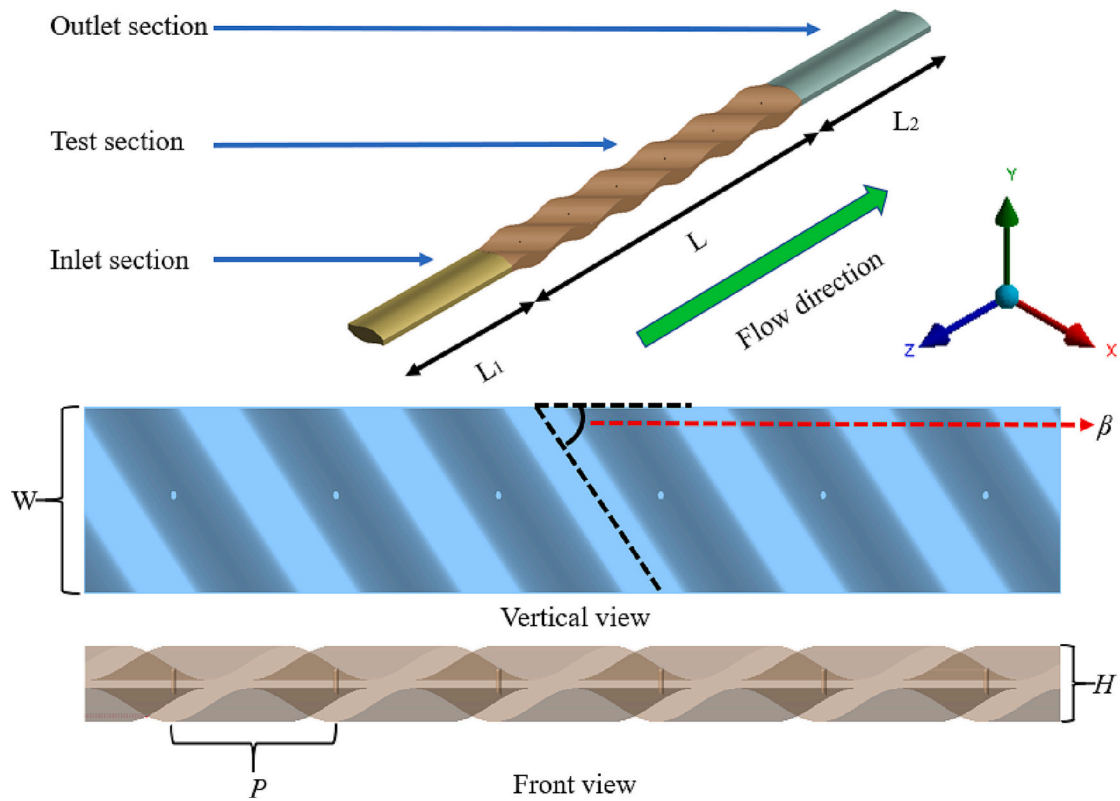 Outlet section
L2
Test section
Y
L
Inlet section
Flow direction
Z
X
L1
β
W
Vertical view
H
P
Front view